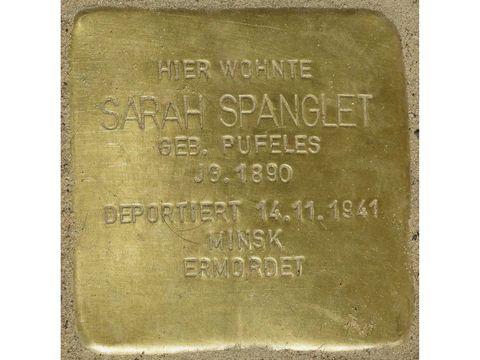 HIER WOHNTE
SARAH SPANGLET
GEB. PUFELES
JG. 1890
DEPORTIERT 14.11.1941
MINSK
ERMORDET